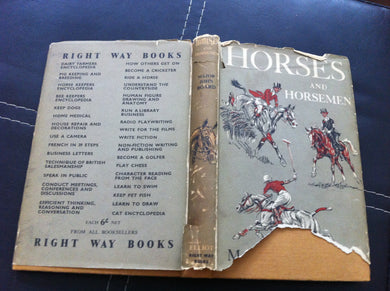 RIGHT WAY BOOKS
DAIRY FARMERS
ENCYCLOPEDIA
PIG KEEPING AND
BREEDING
HORSE KEEPERS
ENCYCLOPEDIA
BEE KEEPERS
ENCYCLOPEDIA
KEEP DOGS
HOME MEDICAL
HOUSE REPAIR AND
DECORATIONS
USE A CAMERA
FRENCH IN 39 STEPS
BUSINESS LETTERS
TECHNIQUE OF BRITISH
SALESMANSHIP
SPEAK IN PUBLIC
CONDUCT MEETINGS,
CONFERENCES AND
DISCUSSIONS
EFFICIENT THINKING,
REASONING AND
CONVERSATION
HOW OTHERS GET ON
BECOME A CRICKETER
RIDE A HORSE
UNDERSTAND THE
COUNTRYSIDE
HUMAN FIGURE
DRAWING AND
ANATOMY
RUN A LIBRARY
BUSINESS
RADIO PLAYWRITING
WRITE FOR THE FILMS
WRITE FICTION
NON-FICTION WRITING
AND PUBLISHING
BECOME A GOLFER
PLAY CHESS
CHARACTER READING
FROM THE FACE
LEARN TO SWIM
KEEP PET FISH
LEARN TO DRAW
CAT ENCYCLOPEDIA
EACH 6/- NET
FROM ALL BOOKSELLERS
RIGHT WAY BOOKS
MAJOR JOHN
BOARD
ELLIOT
RIGHT WAY
BOOKS
HORSES
AND
HORSEMEN
M